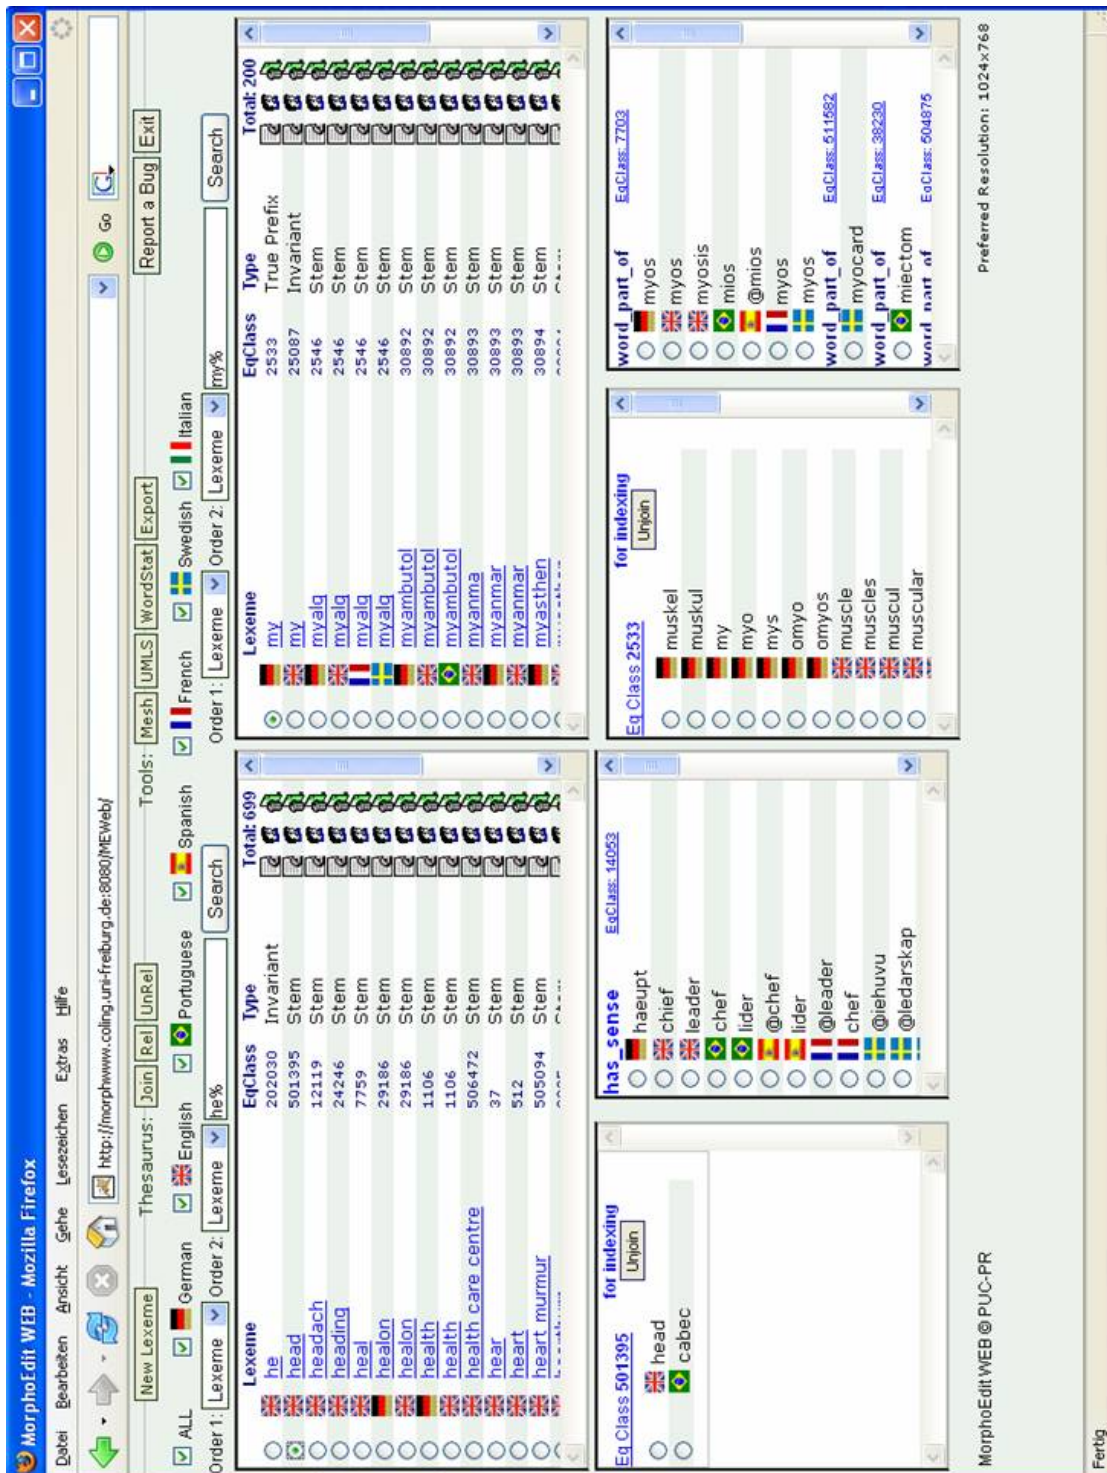 MorphoEdit WEB - Mozilla Firefox
Datei Bearbeiten Ansicht Gehe Lesezeichen Extras Hilfe
http://morphwww.coling.uni-freiburg.de:8080/MEWeb/ Go
New Lexeme Thesaurus: Join Rel UnRel Tools: Mesh UMLS WordStat Export Report a Bug Exit
ALL German English Portuguese Spanish French Swedish Italian
Order 1: Lexeme Order 2: Lexeme he% Search Order 1: Lexeme Order 2: Lexeme my% Search
Lexeme EqClass Type Total: 699
he 202030 Invariant
head 501395 Stem
headach 12119 Stem
heading 24246 Stem
heal 7759 Stem
healon 29186 Stem
healon 29186 Stem
health 1106 Stem
health 1106 Stem
health care centre 506472 Stem
hear 37 Stem
heart 512 Stem
heart murmur 505094 Stem
Lexeme EqClass Type Total: 200
my 2533 True Prefix
my 25087 Invariant
myalg 2546 Stem
myalg 2546 Stem
myalg 2546 Stem
myalg 2546 Stem
myambutol 30892 Stem
myambutol 30892 Stem
myambutol 30892 Stem
myanma 30893 Stem
myanmar 30893 Stem
myanmar 30893 Stem
myasthen 30894 Stem
Eq Class 501395 for indexing
Unjoin
head
cabec
has_sense EqClass: 14053
haeupt
chief
leader
chef
lider
@chef
lider
@leader
chef
@iehuvu
@ledarskap
Eq Class 2533 for indexing
Unjoin
muskel
muskul
my
myo
mys
omyo
omyos
muscle
muscles
muscul
muscular
word_part_of EqClass: 7703
myos
myos
myosis
mios
@mios
myos
myos
word_part_of EqClass: 511582
myocard
word_part_of EqClass: 38230
miectom
word_part_of EqClass: 504875
MorphoEdit WEB © PUC-PR Preferred Resolution: 1024x768
Fertig